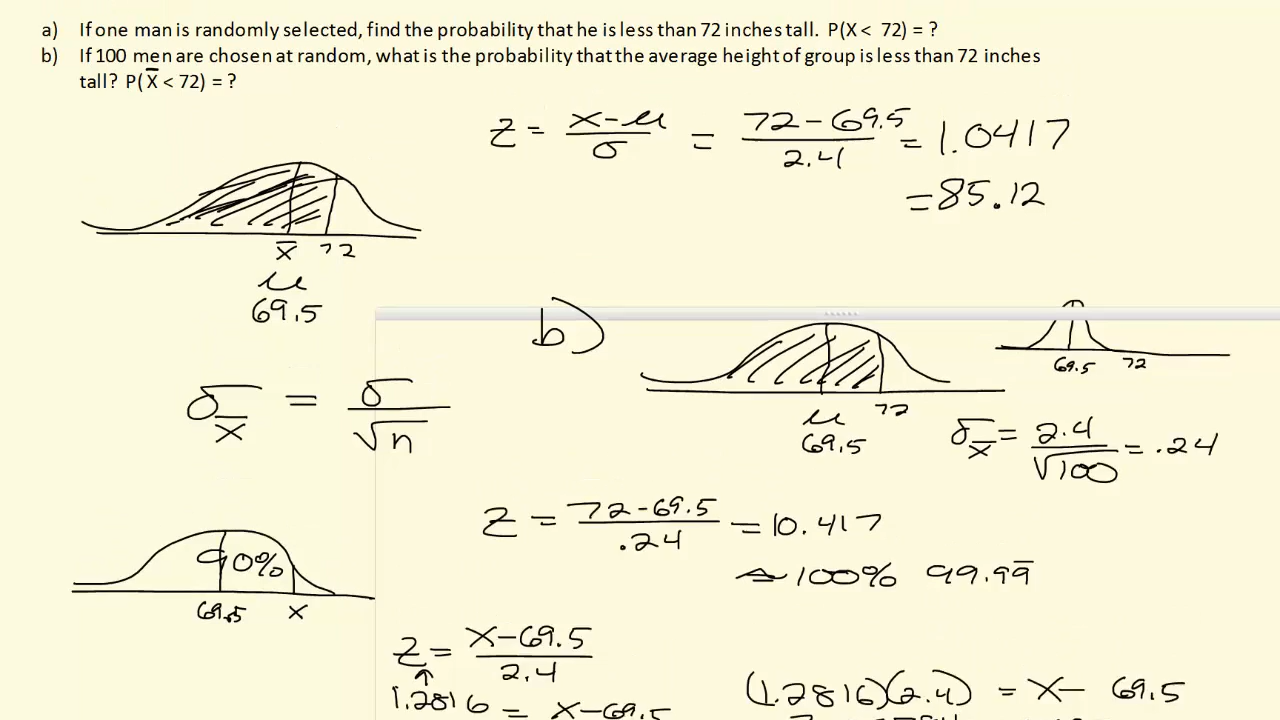 a) If one man is randomly selected, find the probability that he is less than 72 inches tall. P(X < 72) = ?
b) If 100 men are chosen at random, what is the probability that the average height of group is less than 72 inches
tall? P(X̅ < 72) = ?
z = x-μ / σ = 72-69.5 / 2.4 = 1.0417
= 85.12
x̅ 72
μ
69.5
b)
69.5 72
μ 72
69.5
σx̅ = σ / √n
σx̅ = 2.4 / √100 = .24
z = 72-69.5 / .24 = 10.417
≈ 100% 99.99̅
90%
69.5 x
z = x-69.5 / 2.4
↑
1.2816 = x-69.5
(1.2816)(2.4) = x- 69.5